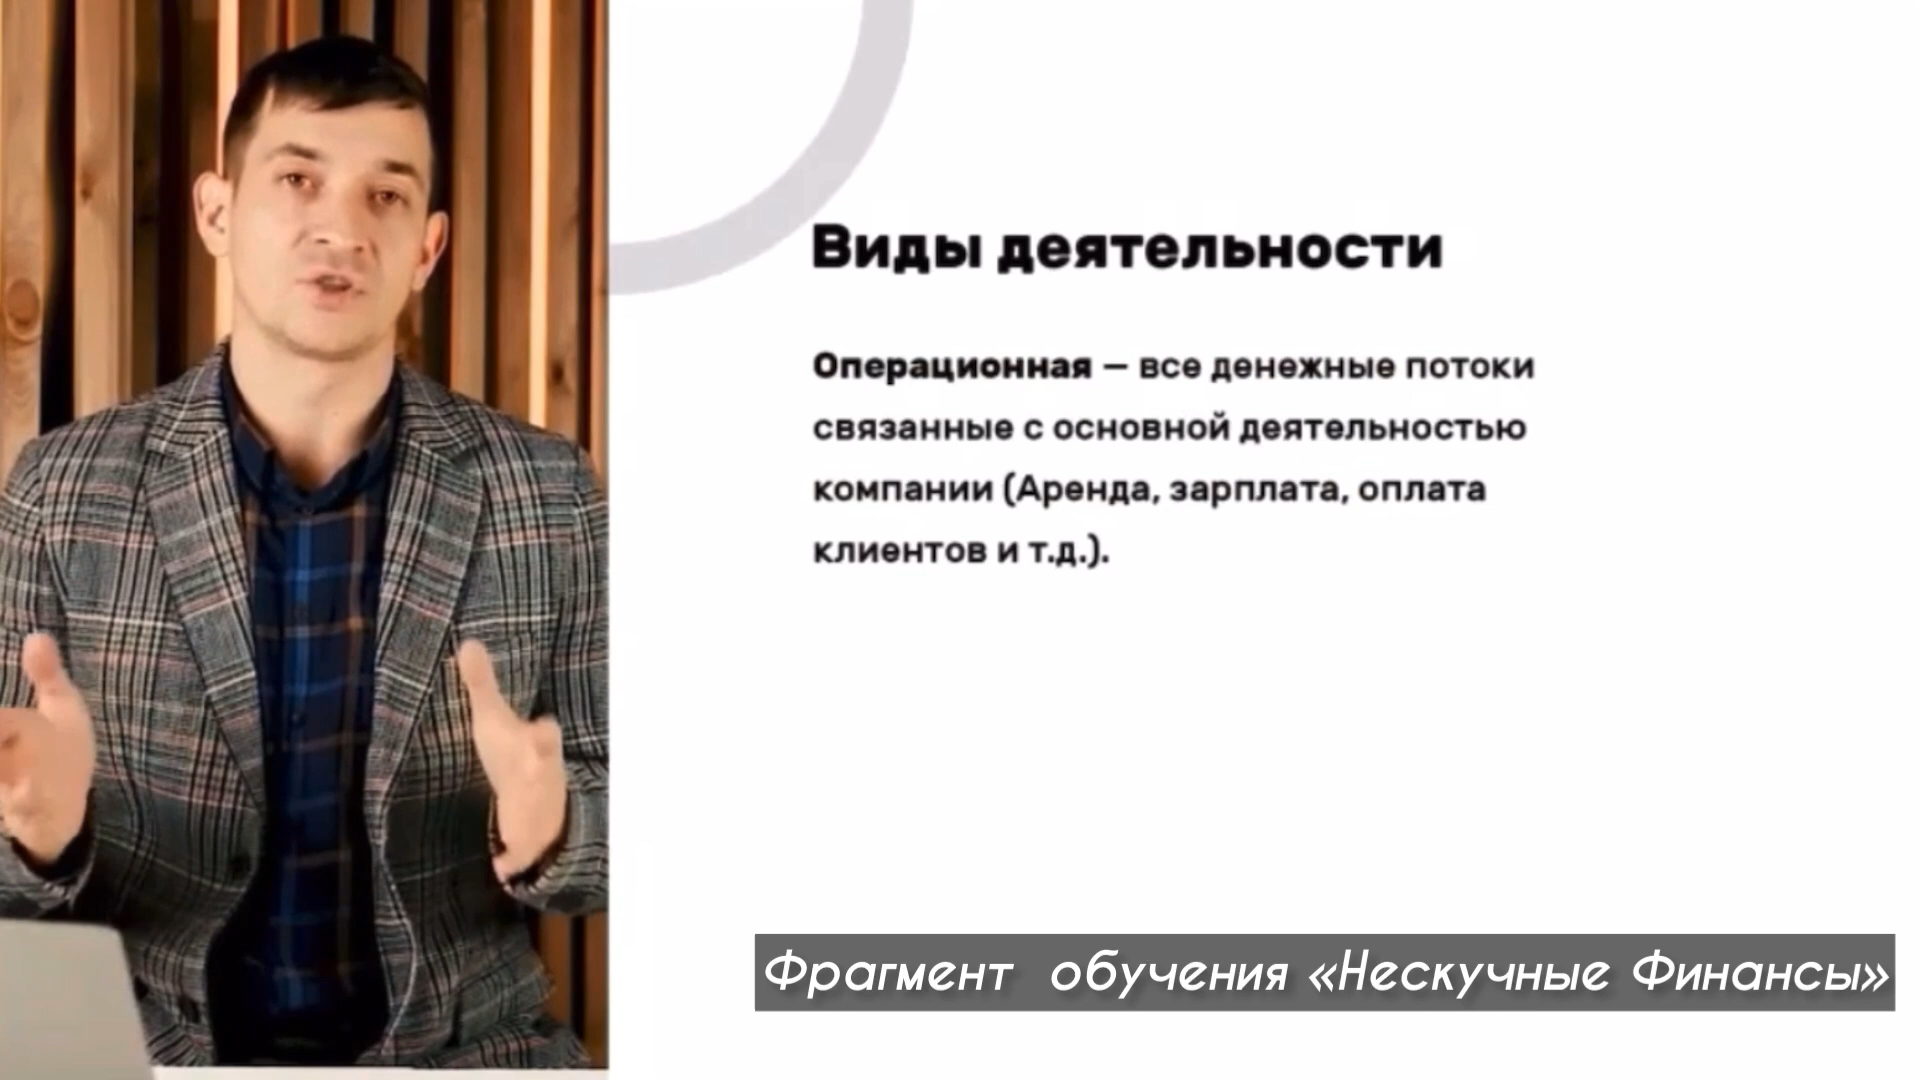 Виды деятельности
Операционная — все денежные потоки
связанные с основной деятельностью
компании (Аренда, зарплата, оплата
клиентов и т.д.).
Фрагмент обучения «Нескучные Финансы»